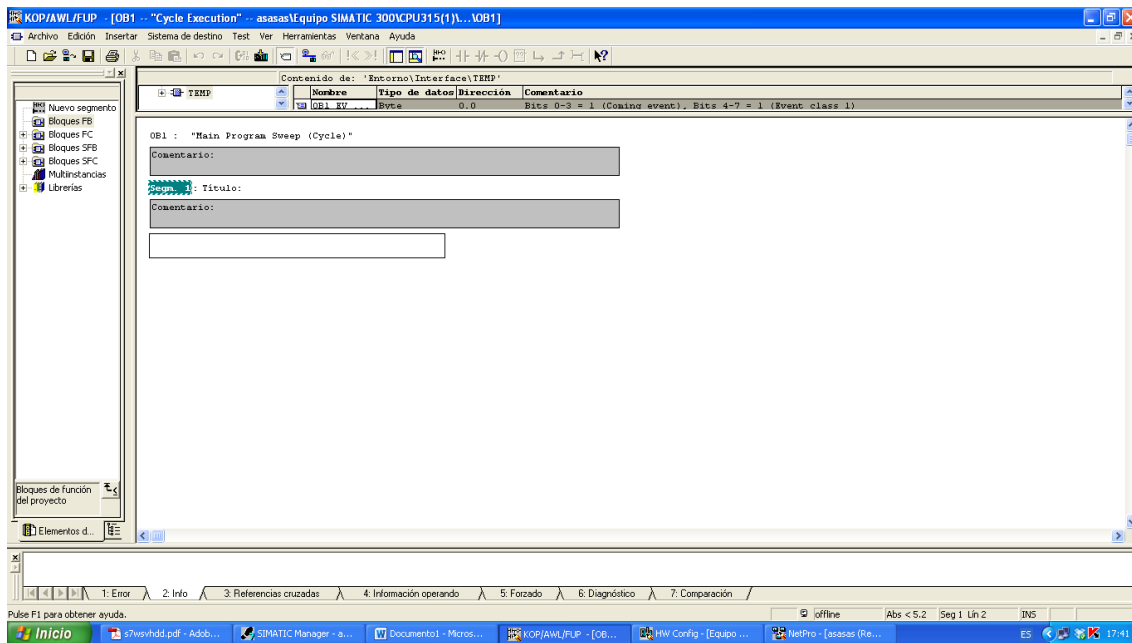 KOP/AWL/FUP - [OB1 -- "Cycle Execution" -- asasas\Equipo SIMATIC 300\CPU315(1)\...\OB1]
Archivo Edición Insertar Sistema de destino Test Ver Herramientas Ventana Ayuda
Contenido de: 'Entorno\Interface\TEMP'
TEMP
Nombre Tipo de datos Dirección Comentario
OB1_EV ... Byte 0.0 Bits 0-3 = 1 (Coming event), Bits 4-7 = 1 (Event class 1)
Nuevo segmento
Bloques FB
Bloques FC
Bloques SFB
Bloques SFC
Multiinstancias
Librerías
OB1 : "Main Program Sweep (Cycle)"
Comentario:
Segm. 1: Título:
Comentario:
Bloques de función
del proyecto
Elementos d...
1: Error 2: Info 3: Referencias cruzadas 4: Información operando 5: Forzado 6: Diagnóstico 7: Comparación
Pulse F1 para obtener ayuda. offline Abs < 5.2 Seg 1 Lín 2 INS
Inicio s7wsvhdd.pdf - Adob... SIMATIC Manager - a... Documento1 - Micros... KOP/AWL/FUP - [OB... HW Config - [Equipo ... NetPro - [asasas (Re... ES 17:41